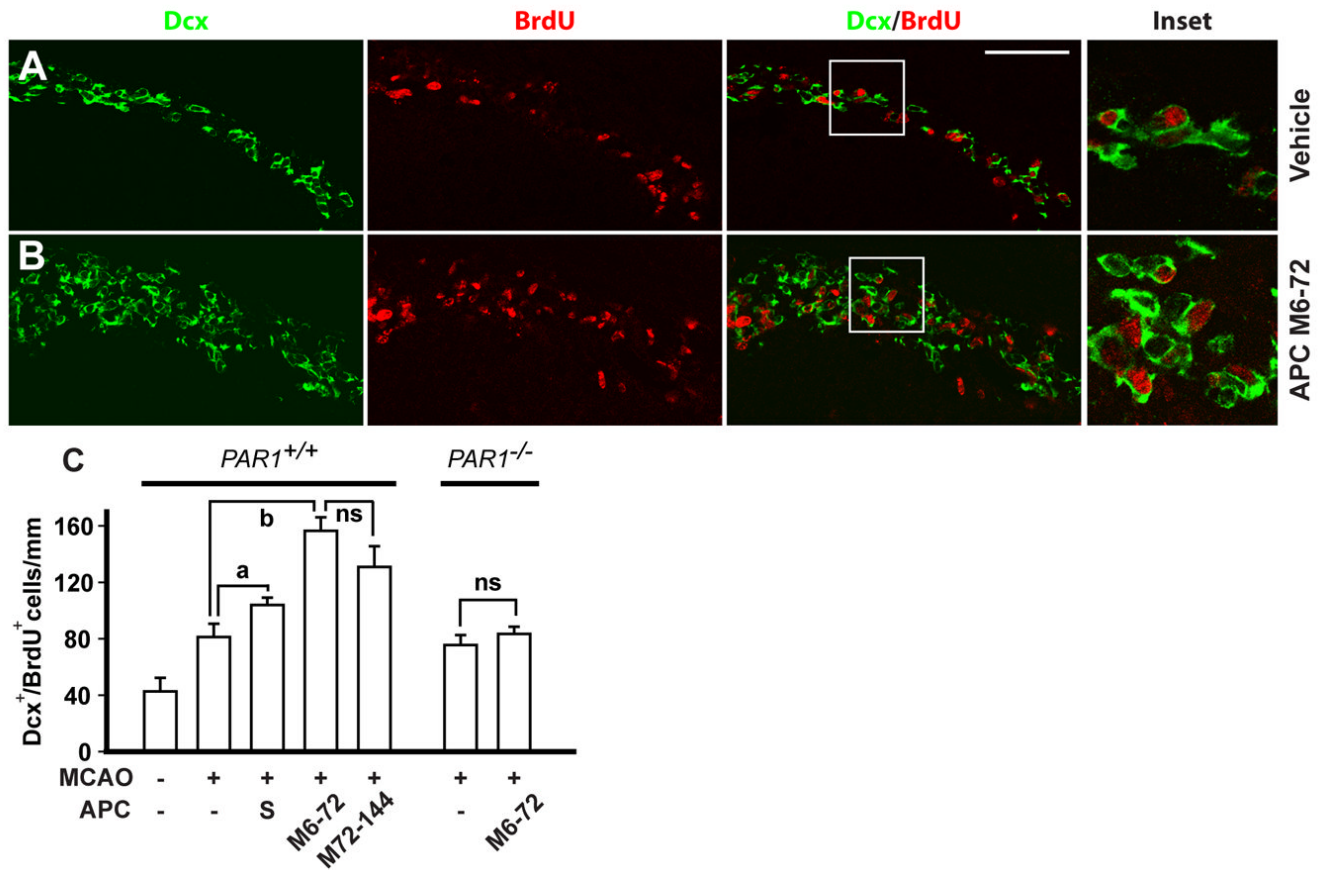 Dcx BrdU Dcx/BrdU Inset
A
Vehicle
B
APC M6-72
C
PAR1+/+ PAR1-/-
Dcx+/BrdU+ cells/mm
160
120
80
40
0
b
ns
a
ns
MCAO - + + + + + +
APC - - S M6-72 M72-144 - M6-72